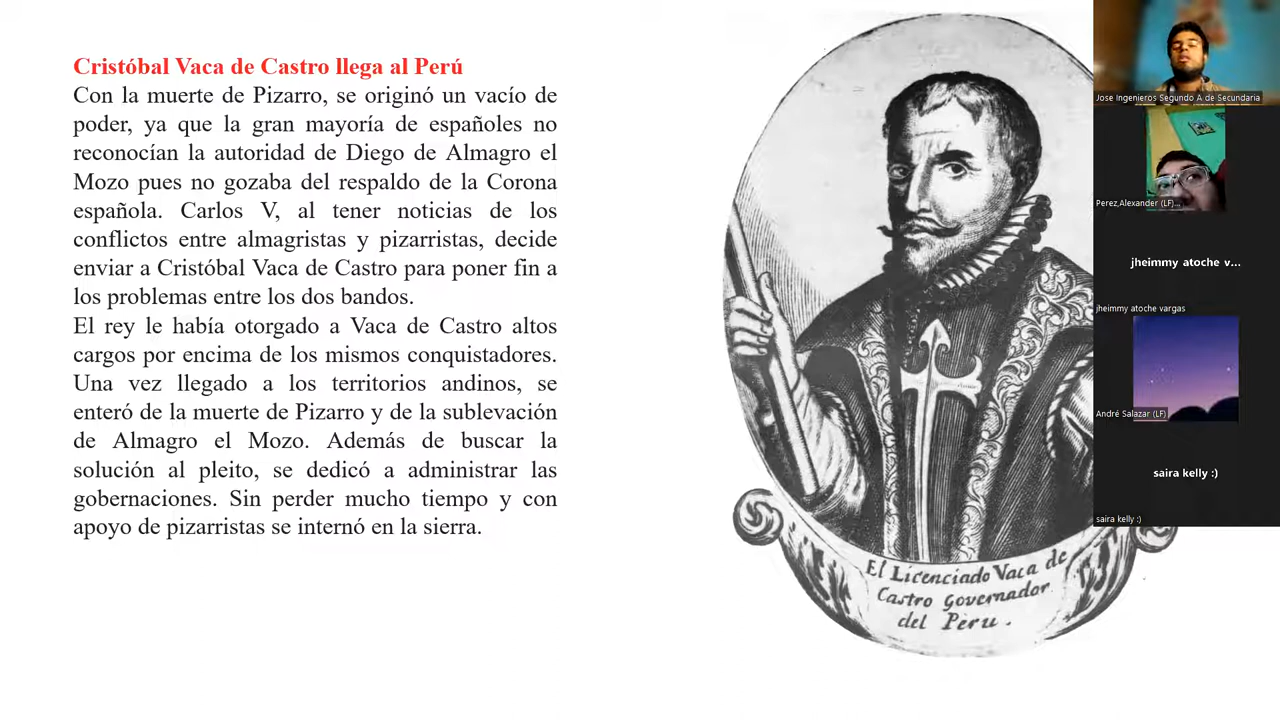 Cristóbal Vaca de Castro llega al Perú
Con la muerte de Pizarro, se originó un vacío de
poder, ya que la gran mayoría de españoles no
reconocían la autoridad de Diego de Almagro el
Mozo pues no gozaba del respaldo de la Corona
española. Carlos V, al tener noticias de los
conflictos entre almagristas y pizarristas, decide
enviar a Cristóbal Vaca de Castro para poner fin a
los problemas entre los dos bandos.
El rey le había otorgado a Vaca de Castro altos
cargos por encima de los mismos conquistadores.
Una vez llegado a los territorios andinos, se
enteró de la muerte de Pizarro y de la sublevación
de Almagro el Mozo. Además de buscar la
solución al pleito, se dedicó a administrar las
gobernaciones. Sin perder mucho tiempo y con
apoyo de pizarristas se internó en la sierra.
El Licenciado Vaca de
Castro Governador
del Peru.
Jose Ingenieros Segundo A de Secundaria
Perez,Alexander (LF)...
jheimmy atoche v...
jheimmy atoche vargas
André Salazar (LF)
saira kelly :)
saira kelly :)